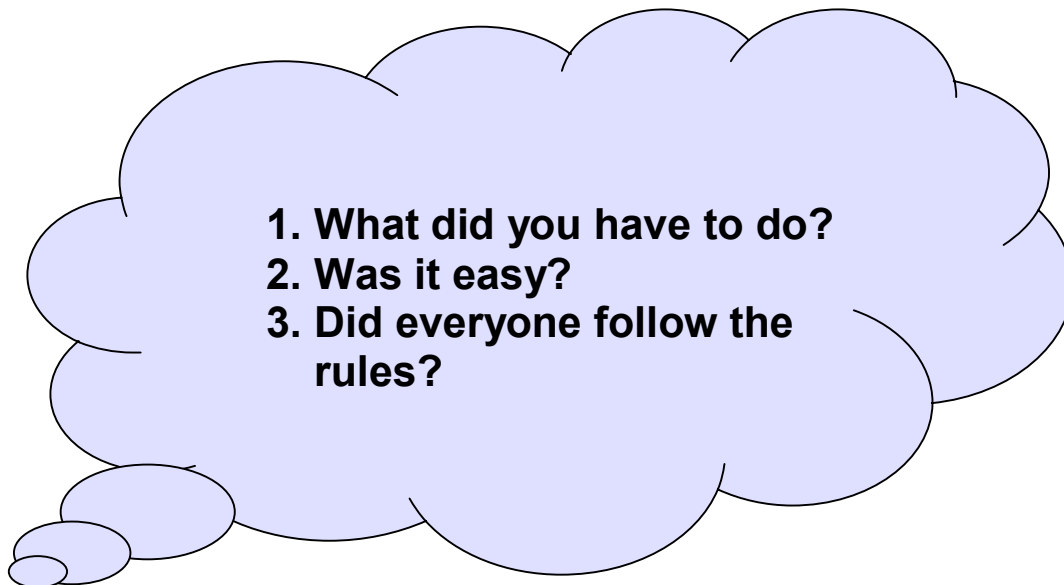 1. What did you have to do?
2. Was it easy?
3. Did everyone follow the
rules?